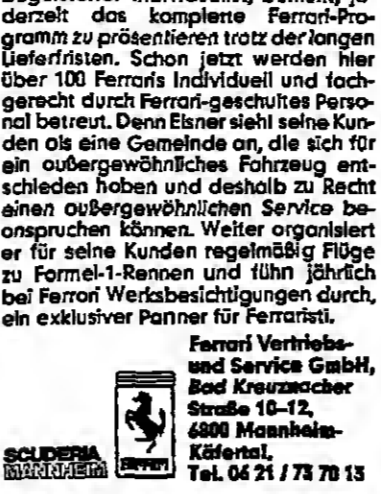 derzeit das komplette Ferrari-Pro-
gramm zu präsentieren trotz der langen
Lieferfristen. Schon jetzt werden hier
über 100 Ferraris individuell und fach-
gerecht durch Ferrari-geschultes Perso-
nal betreut. Denn Eisner sieht seine Kun-
den als eine Gemeinde an, die sich für
ein außergewöhnliches Fahrzeug ent-
schieden haben und deshalb zu Recht
einen außergewöhnlichen Service be-
anspruchen können. Weiter organisiert
er für seine Kunden regelmäßig Flüge
zu Formel-1-Rennen und führt jährlich
bei Ferrari Werksbesichtigungen durch,
ein exklusiver Partner für Ferraristi.
Ferrari Vertriebs-
und Service GmbH,
Bad Kreuznacher
Straße 10–12,
6800 Mannheim-
Käfertal,
Tel. 06 21 / 73 70 13
SCUDERIA
MANNHEIM
Ferrari